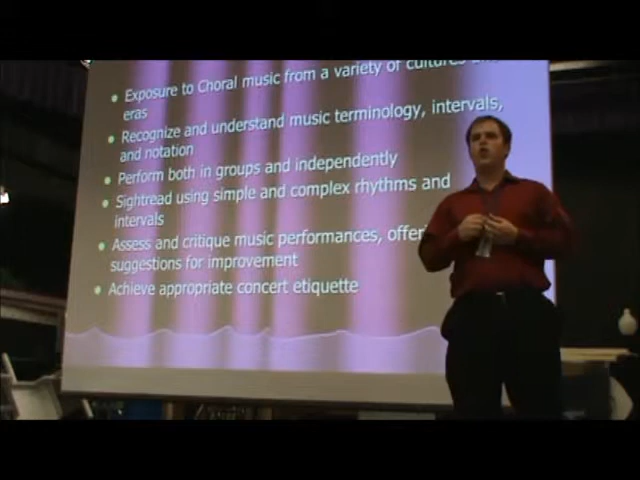 Exposure to Choral music from a variety of cultures
eras
Recognize and understand music terminology, intervals,
and notation
Perform both in groups and independently
Sightread using simple and complex rhythms and
intervals
Assess and critique music performances,
suggestions for improvement
Achieve appropriate concert etiquette